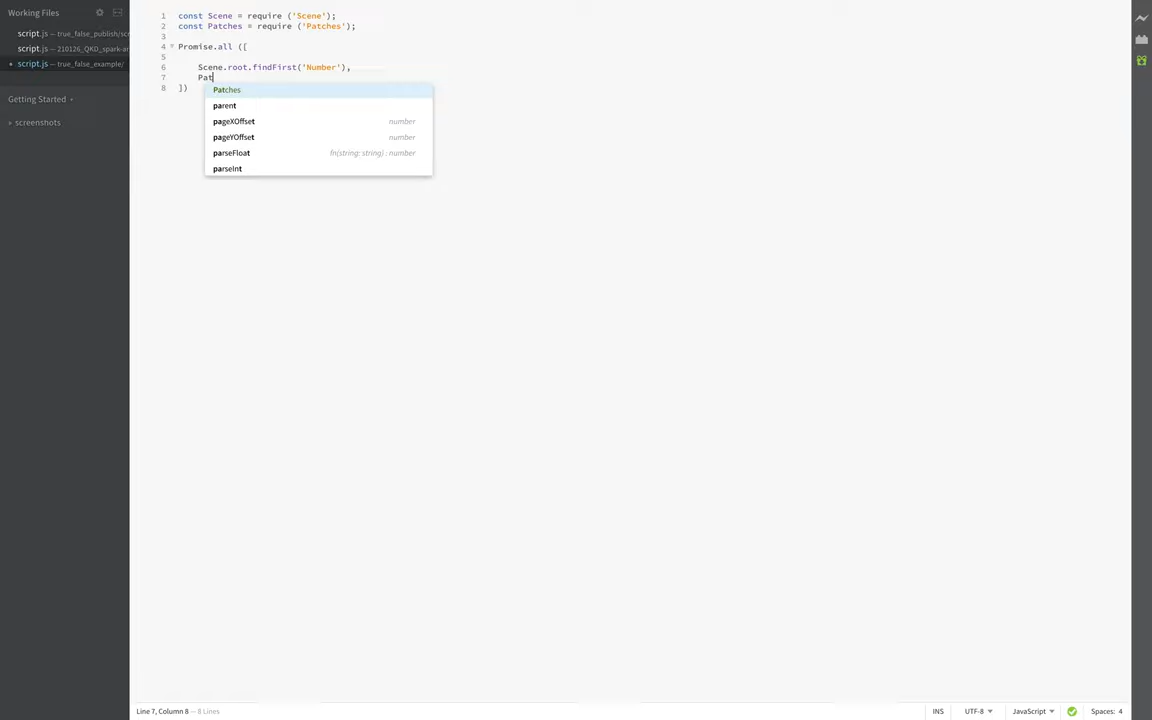 Working Files
script.js — true_false_publish/scr
script.js — 210126_QKD_spark-ar
• script.js — true_false_example/
Getting Started
screenshots
1 const Scene = require ('Scene');
2 const Patches = require ('Patches');
3
4 Promise.all ([
5
6 Scene.root.findFirst('Number'),
7 Pat
8 ])
Patches
parent
pageXOffset number
pageYOffset number
parseFloat fn(string: string) : number
parseInt
Line 7, Column 8 — 8 Lines
INS UTF-8 JavaScript Spaces: 4